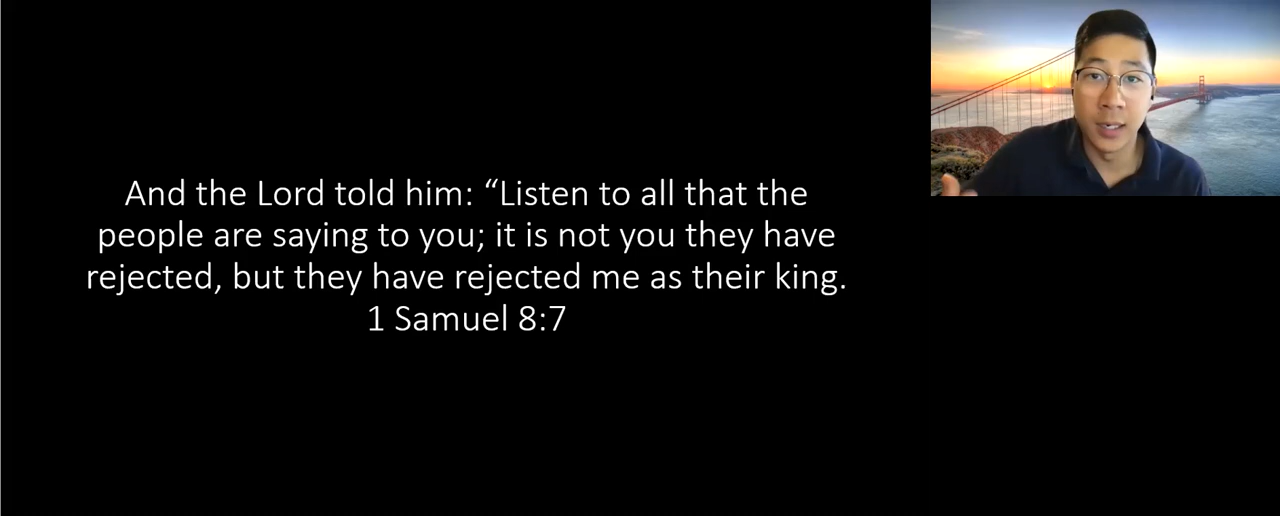 And the Lord told him: “Listen to all that the
people are saying to you; it is not you they have
rejected, but they have rejected me as their king.
1 Samuel 8:7